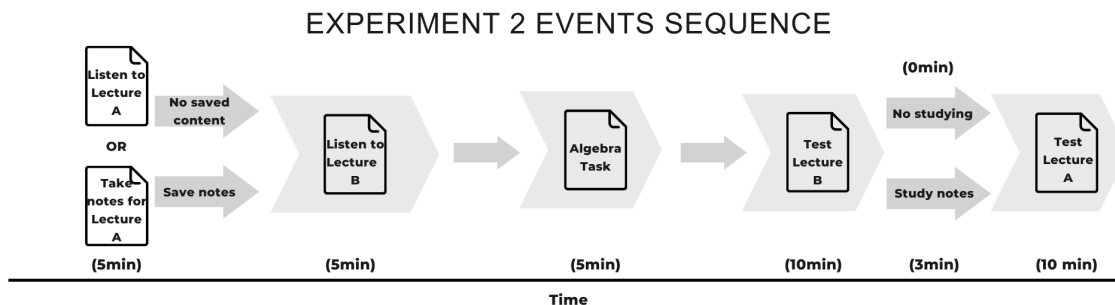 EXPERIMENT 2 EVENTS SEQUENCE
Listen to
Lecture
A
OR
Take
notes for
Lecture
A
(5min)
No saved
content
Save notes
Listen to
Lecture
B
(5min)
Algebra
Task
(5min)
Test
Lecture
B
(10min)
(0min)
No studying
Study notes
(3min)
Test
Lecture
A
(10 min)
Time